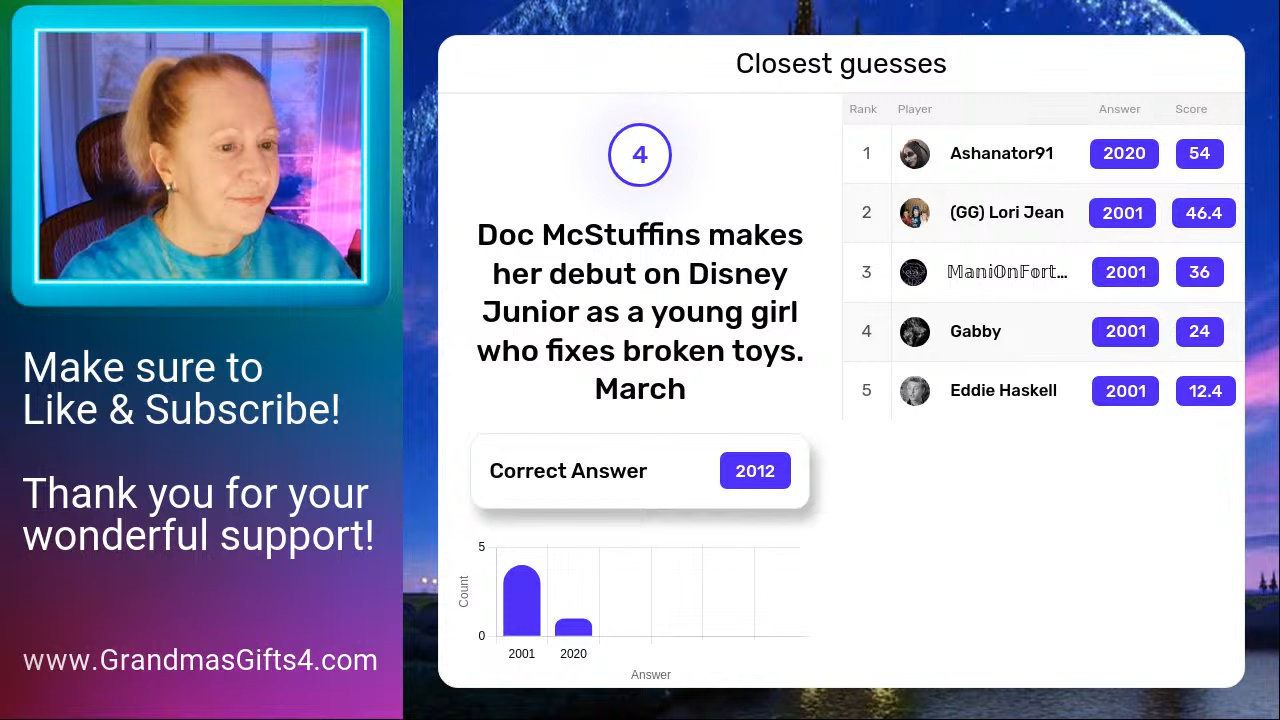 Make sure to
Like & Subscribe!
Thank you for your
wonderful support!
www.GrandmasGifts4.com
Closest guesses
4
Doc McStuffins makes
her debut on Disney
Junior as a young girl
who fixes broken toys.
March
Correct Answer 2012
5
Count
0
2001 2020
Answer
Rank Player Answer Score
1 Ashanator91 2020 54
2 (GG) Lori Jean 2001 46.4
3 𝕄𝕒𝕟𝕚𝕆𝕟𝔽𝕠𝕣𝕥... 2001 36
4 Gabby 2001 24
5 Eddie Haskell 2001 12.4